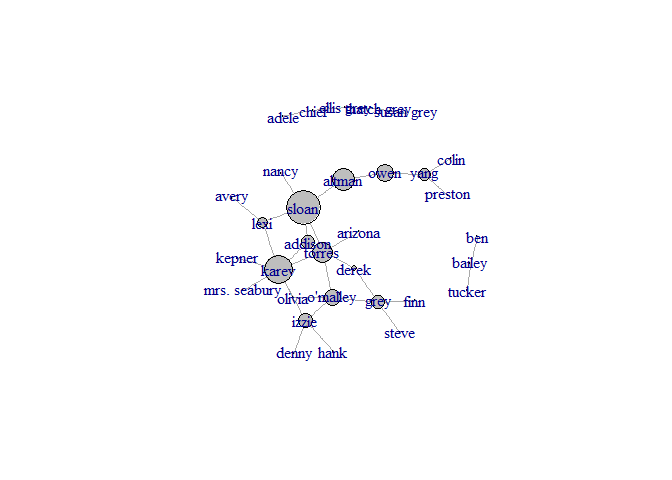 adele
chief
ellis grey
thatch grey
susan grey
colin
nancy
altman
owen
yang
preston
avery
sloan
lexi
arizona
addison
torres
ben
kepner
karev
derek
bailey
mrs. seabury
olivia
o'malley
grey
finn
tucker
izzie
steve
denny
hank